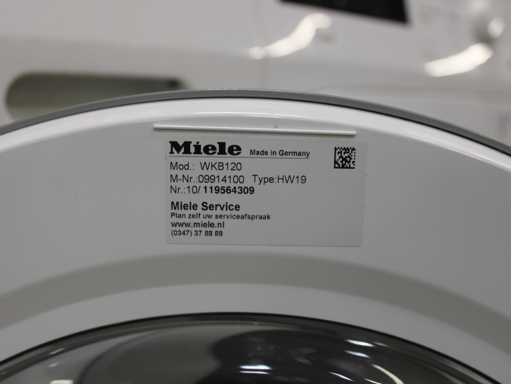 Miele Made in Germany
Mod.: WKB120
M-Nr.:09914100 Type:HW19
Nr.:10/ 119564309
Miele Service
Plan zelf uw serviceafspraak
www.miele.nl
(0347) 37 88 88